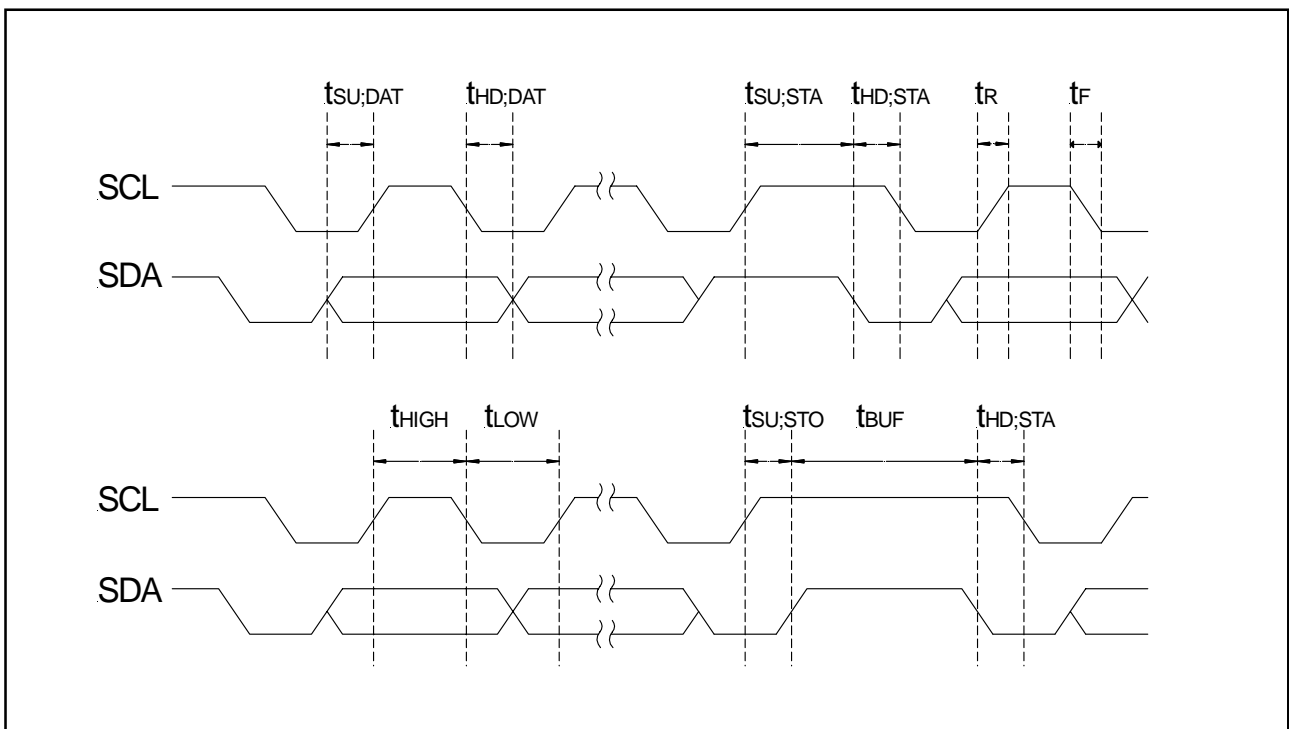 tSU;DAT tHD;DAT tSU;STA tHD;STA tR tF
SCL
SDA
tHIGH tLOW tSU;STO tBUF tHD;STA
SCL
SDA